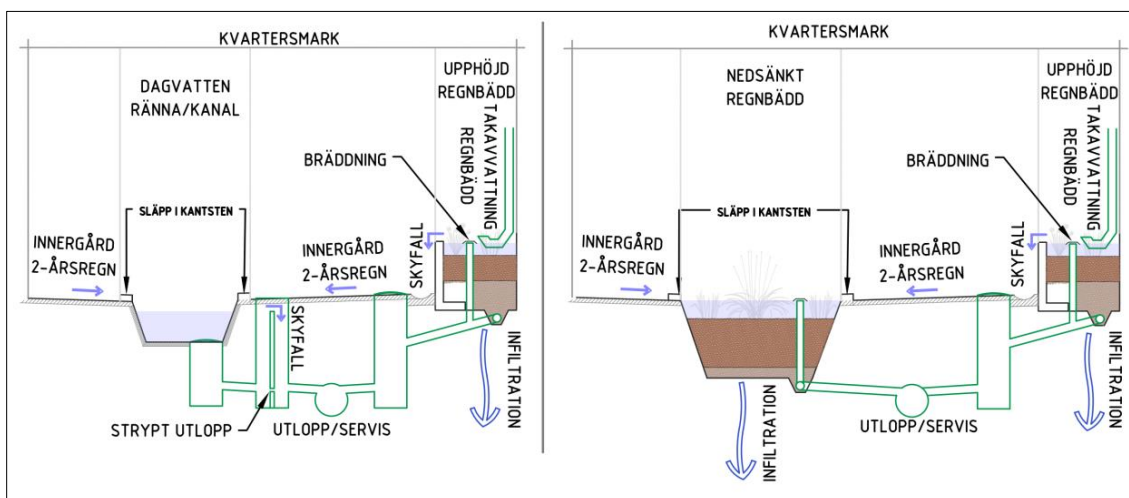 KVARTERSMARK
DAGVATTEN
RÄNNA/KANAL
UPPHÖJD
REGNBÄDD
TAKAVVATTNING
REGNBÄDD
BRÄDDNING
SLÄPP I KANTSTEN
INNERGÅRD
2-ÅRSREGN
INNERGÅRD
2-ÅRSREGN
SKYFALL
SKYFALL
INFILTRATION
STRYPT UTLOPP
UTLOPP/SERVIS
KVARTERSMARK
NEDSÄNKT
REGNBÄDD
UPPHÖJD
REGNBÄDD
TAKAVVATTNING
REGNBÄDD
BRÄDDNING
SLÄPP I KANTSTEN
INNERGÅRD
2-ÅRSREGN
INNERGÅRD
2-ÅRSREGN
SKYFALL
INFILTRATION
INFILTRATION
UTLOPP/SERVIS